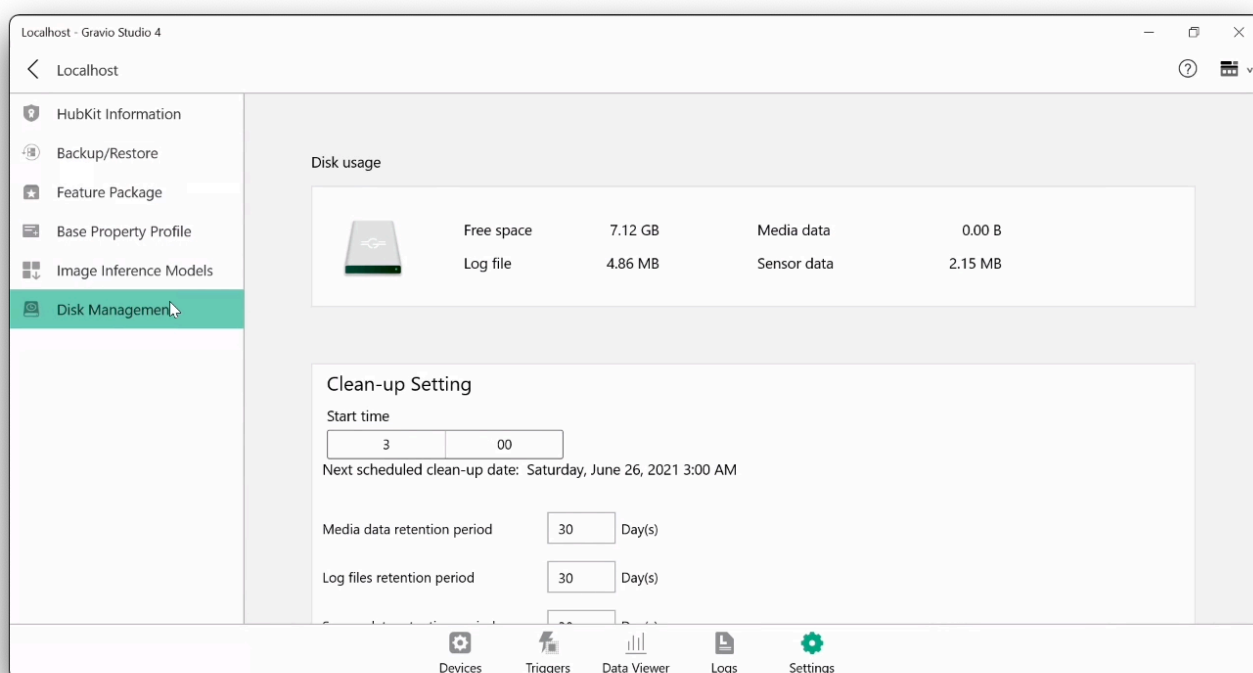 Localhost - Gravio Studio 4
Localhost
HubKit Information
Backup/Restore
Feature Package
Base Property Profile
Image Inference Models
Disk Management
Disk usage
Free space 7.12 GB Media data 0.00 B
Log file 4.86 MB Sensor data 2.15 MB
Clean-up Setting
Start time
3 00
Next scheduled clean-up date: Saturday, June 26, 2021 3:00 AM
Media data retention period 30 Day(s)
Log files retention period 30 Day(s)
Devices Triggers Data Viewer Logs Settings